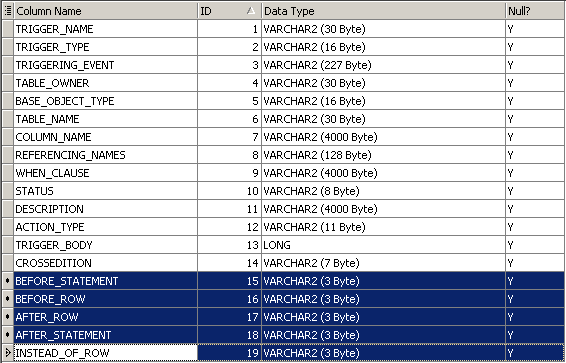 Column Name ID Data Type Null?
TRIGGER_NAME 1 VARCHAR2 (30 Byte) Y
TRIGGER_TYPE 2 VARCHAR2 (16 Byte) Y
TRIGGERING_EVENT 3 VARCHAR2 (227 Byte) Y
TABLE_OWNER 4 VARCHAR2 (30 Byte) Y
BASE_OBJECT_TYPE 5 VARCHAR2 (16 Byte) Y
TABLE_NAME 6 VARCHAR2 (30 Byte) Y
COLUMN_NAME 7 VARCHAR2 (4000 Byte) Y
REFERENCING_NAMES 8 VARCHAR2 (128 Byte) Y
WHEN_CLAUSE 9 VARCHAR2 (4000 Byte) Y
STATUS 10 VARCHAR2 (8 Byte) Y
DESCRIPTION 11 VARCHAR2 (4000 Byte) Y
ACTION_TYPE 12 VARCHAR2 (11 Byte) Y
TRIGGER_BODY 13 LONG Y
CROSSEDITION 14 VARCHAR2 (7 Byte) Y
BEFORE_STATEMENT 15 VARCHAR2 (3 Byte) Y
BEFORE_ROW 16 VARCHAR2 (3 Byte) Y
AFTER_ROW 17 VARCHAR2 (3 Byte) Y
AFTER_STATEMENT 18 VARCHAR2 (3 Byte) Y
INSTEAD_OF_ROW 19 VARCHAR2 (3 Byte) Y